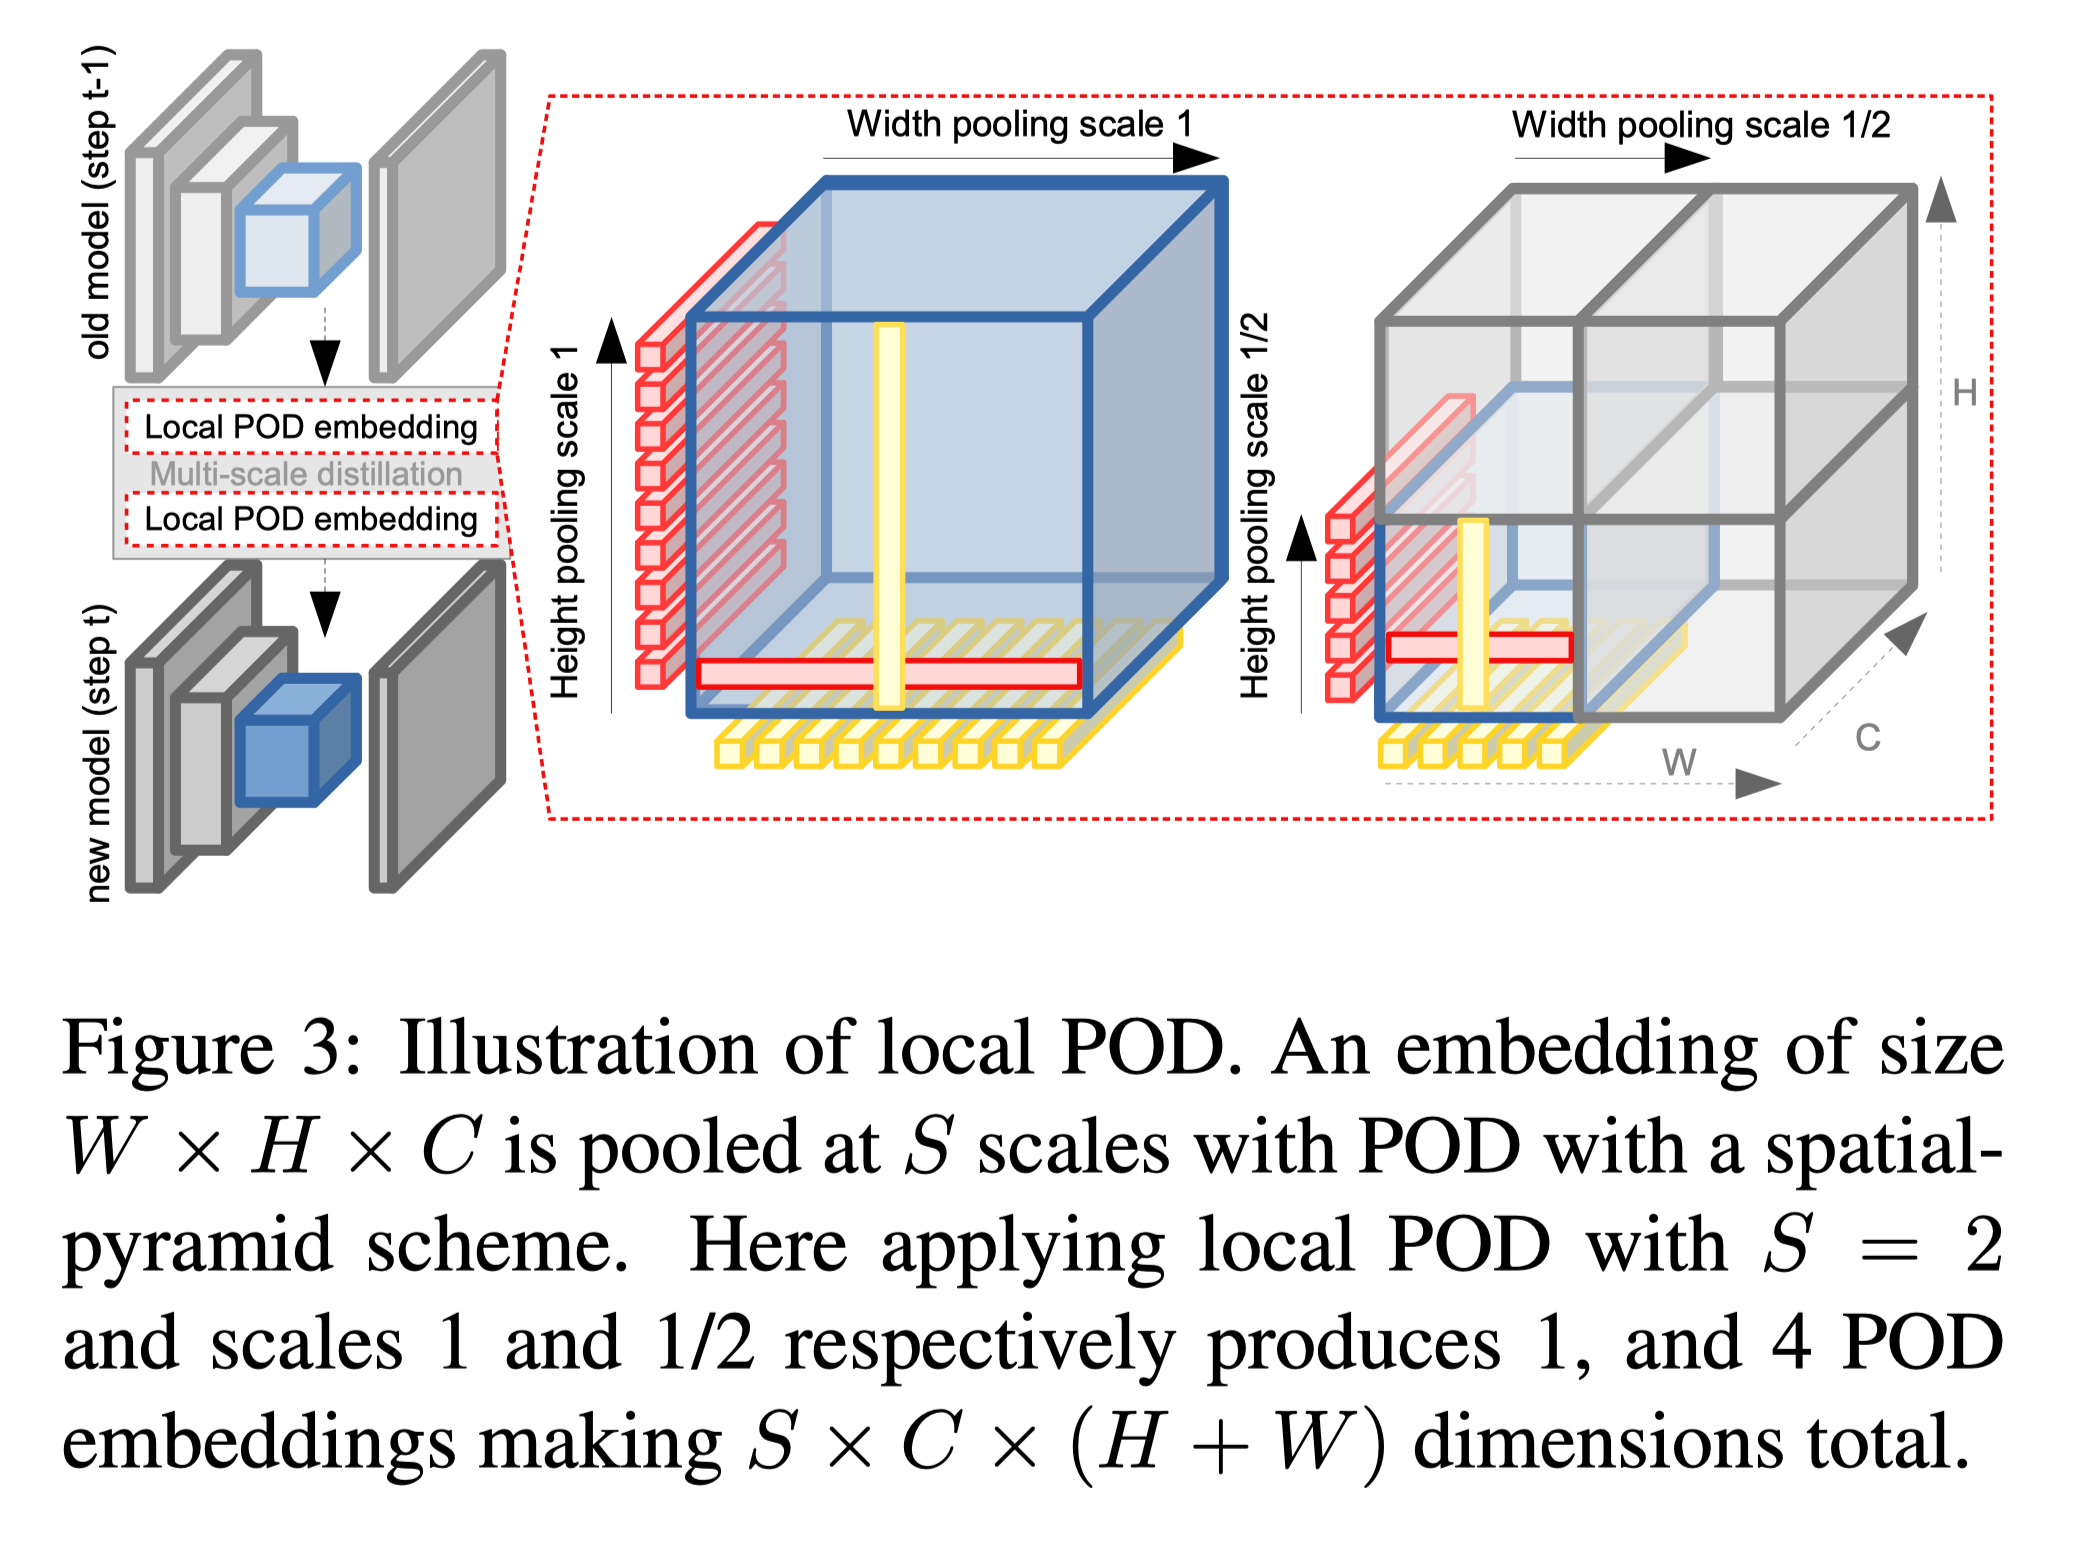 old model (step t-1)
Local POD embedding
Multi-scale distillation
Local POD embedding
new model (step t)
Width pooling scale 1
Height pooling scale 1
Width pooling scale 1/2
Height pooling scale 1/2
H
W
C
Figure 3: Illustration of local POD. An embedding of size
W × H × C is pooled at S scales with POD with a spatial-
pyramid scheme. Here applying local POD with S = 2
and scales 1 and 1/2 respectively produces 1, and 4 POD
embeddings making S × C × (H + W) dimensions total.